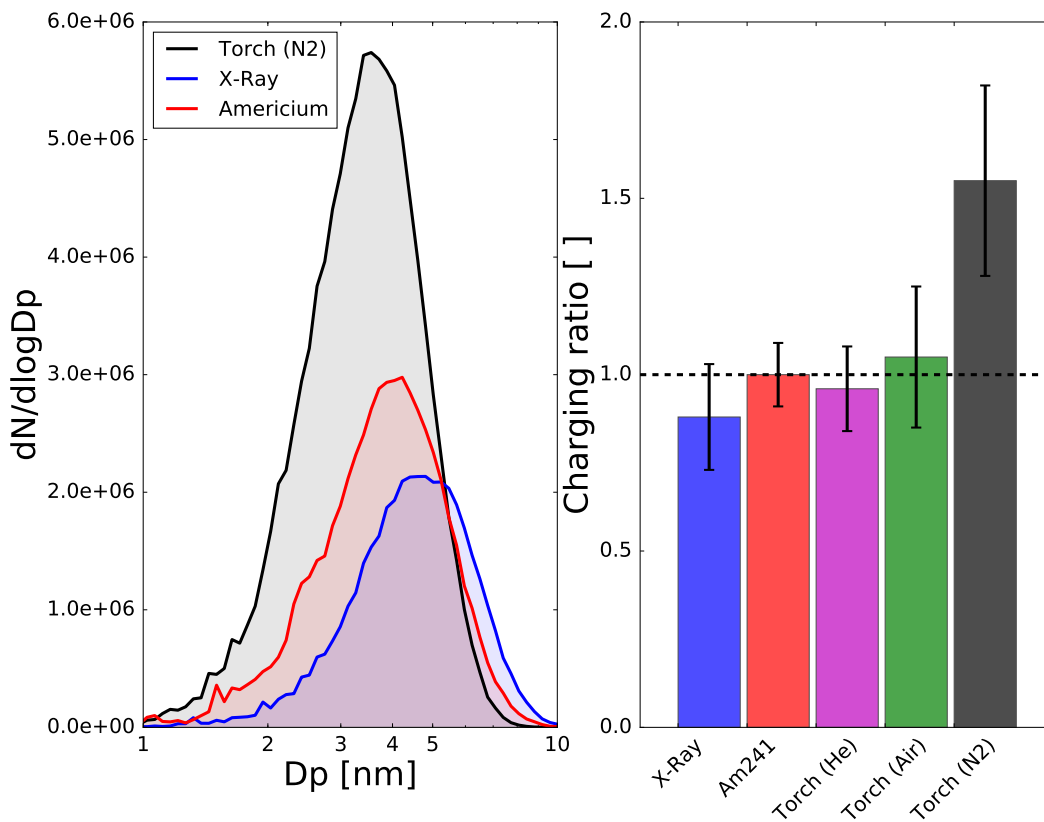 Torch (N2)
X-Ray
Americium
6.0e+06
5.0e+06
4.0e+06
3.0e+06
2.0e+06
1.0e+06
0.0e+00
dN/dlogDp
1 2 3 4 5 10
Dp [nm]
2.0
1.5
1.0
0.5
0.0
Charging ratio [ ]
X-Ray
Am241
Torch (He)
Torch (Air)
Torch (N2)